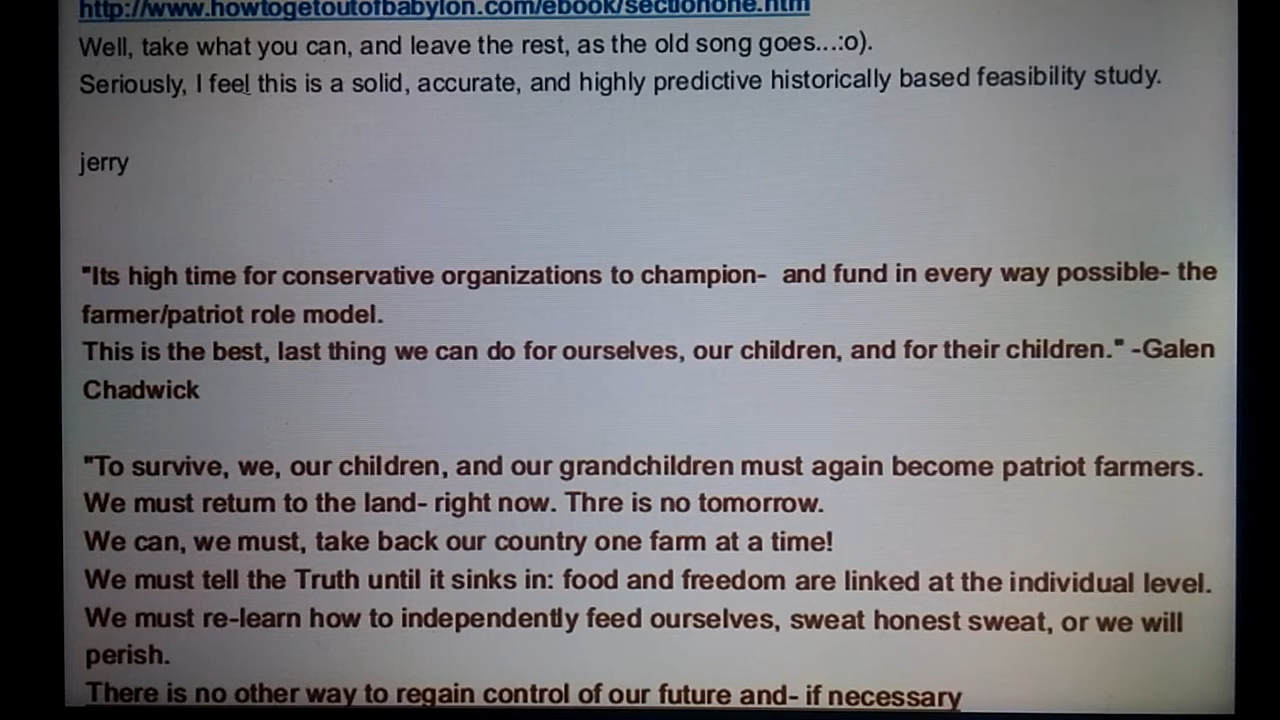 http://www.howtogetoutofbabylon.com/ebook/sectionone.htm
Well, take what you can, and leave the rest, as the old song goes...:o).
Seriously, I feel this is a solid, accurate, and highly predictive historically based feasibility study.
jerry
"Its high time for conservative organizations to champion-  and fund in every way possible- the
farmer/patriot role model.
This is the best, last thing we can do for ourselves, our children, and for their children." -Galen
Chadwick
"To survive, we, our children, and our grandchildren must again become patriot farmers.
We must return to the land- right now. Thre is no tomorrow.
We can, we must, take back our country one farm at a time!
We must tell the Truth until it sinks in: food and freedom are linked at the individual level.
We must re-learn how to independently feed ourselves, sweat honest sweat, or we will
perish.
There is no other way to regain control of our future and- if necessary